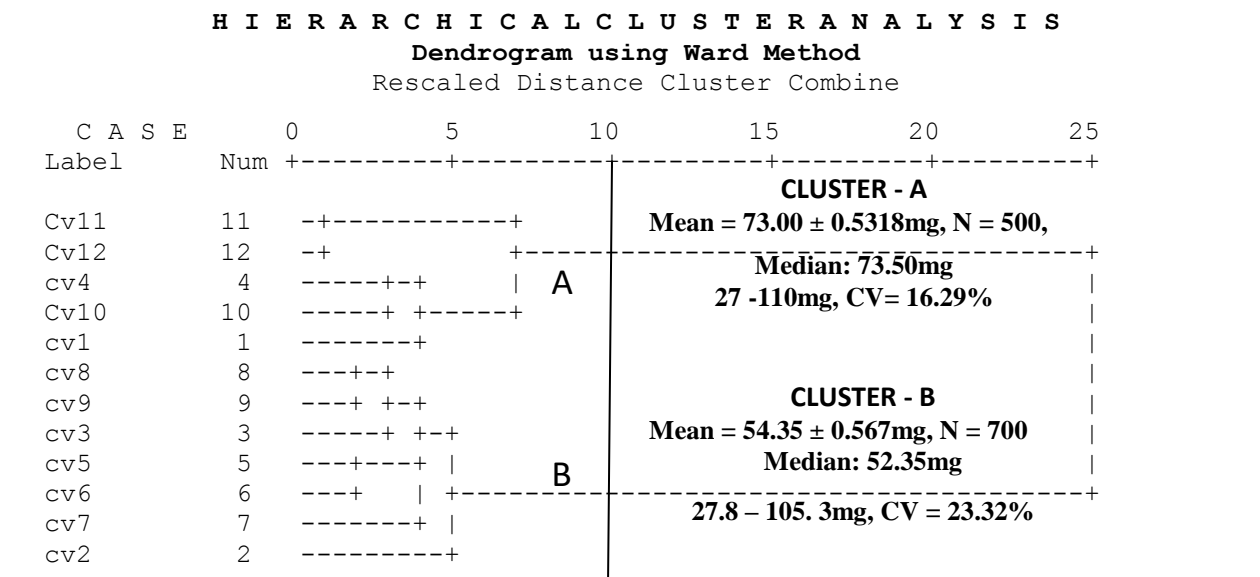 H I E R A R C H I C A L C L U S T E R A N A L Y S I S
Dendrogram using Ward Method
Rescaled Distance Cluster Combine
C A S E 0 5 10 15 20 25
Label Num +---------+---------+---------+---------+---------+
CLUSTER - A
Cv11 11 -+-----------+ Mean = 73.00 ± 0.5318mg, N = 500,
Cv12 12 -+ +-----------------------------------+
Median: 73.50mg
cv4 4 -----+-+ | A |
27 -110mg, CV= 16.29%
Cv10 10 -----+ +-----+ |
cv1 1 -------+ |
cv8 8 ---+-+ |
cv9 9 ---+ +-+ CLUSTER - B |
cv3 3 -----+ +-+ Mean = 54.35 ± 0.567mg, N = 700 |
cv5 5 ---+---+ | B Median: 52.35mg |
cv6 6 ---+ | +---------------------------------------+
cv7 7 -------+ | 27.8 – 105. 3mg, CV = 23.32%
cv2 2 ---------+